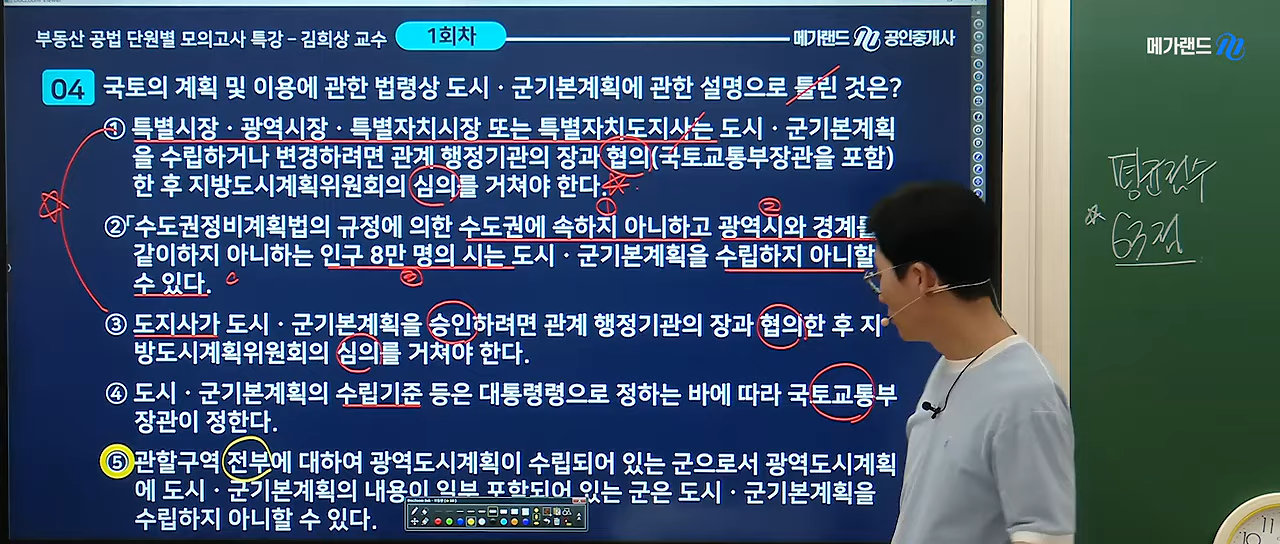 부동산 공법 단원별 모의고사 특강 - 김희상 교수
1회차
메가랜드 공인중개사
메가랜드
04 국토의 계획 및 이용에 관한 법령상 도시·군기본계획에 관한 설명으로 틀린 것은?
① 특별시장·광역시장·특별자치시장 또는 특별자치도지사는 도시·군기본계획
을 수립하거나 변경하려면 관계 행정기관의 장과 협의(국토교통부장관을 포함)
한 후 지방도시계획위원회의 심의를 거쳐야 한다.
① ②
②「수도권정비계획법의 규정에 의한 수도권에 속하지 아니하고 광역시와 경계를
같이하지 아니하는 인구 8만 명의 시는 도시·군기본계획을 수립하지 아니할
수 있다.
③
③ 도지사가 도시·군기본계획을 승인하려면 관계 행정기관의 장과 협의한 후 지
방도시계획위원회의 심의를 거쳐야 한다.
④ 도시·군기본계획의 수립기준 등은 대통령령으로 정하는 바에 따라 국토교통부
장관이 정한다.
⑤ 관할구역 전부에 대하여 광역도시계획이 수립되어 있는 군으로서 광역도시계획
에 도시·군기본계획의 내용이 일부 포함되어 있는 군은 도시·군기본계획을
수립하지 아니할 수 있다.
평균점수
63점